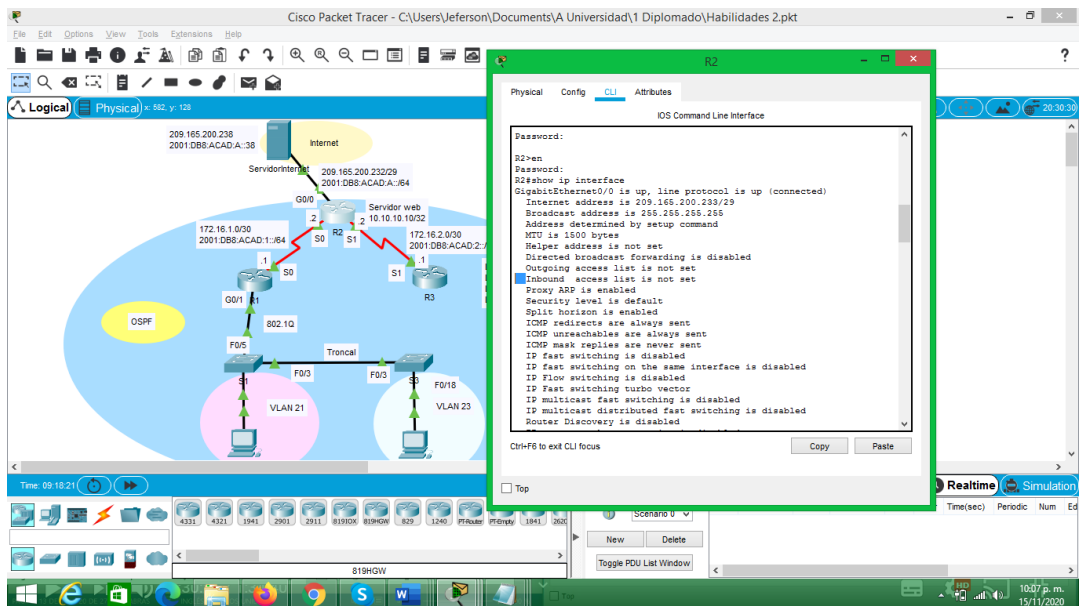 Cisco Packet Tracer - C:\Users\Jeferson\Documents\A Universidad\1 Diplomado\Habilidades 2.pkt
File Edit Options View Tools Extensions Help
Logical Physical x: 582, y: 128
20:30:30
209.165.200.238
2001:DB8:ACAD:A::38
Internet
ServidorInternet
209.165.200.232/29
2001:DB8:ACAD:A::/64
G0/0
Servidor web
10.10.10.10/32
.2
R2
.2
172.16.1.0/30
2001:DB8:ACAD:1::/64
S0
S1
172.16.2.0/30
2001:DB8:ACAD:2::/
.1
S0
S1
.1
R3
G0/1
R1
OSPF
802.1Q
F0/5
Troncal
S1
F0/3
F0/3
S3
F0/18
VLAN 21
VLAN 23
R2
Physical Config CLI Attributes
IOS Command Line Interface
Password:
R2>en
Password:
R2#show ip interface
GigabitEthernet0/0 is up, line protocol is up (connected)
Internet address is 209.165.200.233/29
Broadcast address is 255.255.255.255
Address determined by setup command
MTU is 1500 bytes
Helper address is not set
Directed broadcast forwarding is disabled
Outgoing access list is not set
Inbound access list is not set
Proxy ARP is enabled
Security level is default
Split horizon is enabled
ICMP redirects are always sent
ICMP unreachables are always sent
ICMP mask replies are never sent
IP fast switching is disabled
IP fast switching on the same interface is disabled
IP Flow switching is disabled
IP Fast switching turbo vector
IP multicast fast switching is disabled
IP multicast distributed fast switching is disabled
Router Discovery is disabled
Ctrl+F6 to exit CLI focus
Copy Paste
Top
Time: 09:18:21
Realtime Simulation
4331 4321 1941 2901 2911 819IOX 819HGW 829 1240 PT-Router PT-Empty 1841 2620
819HGW
Scenario 0
New Delete
Toggle PDU List Window
Time(sec) Periodic Num Ed
10:07 p. m.
15/11/2020